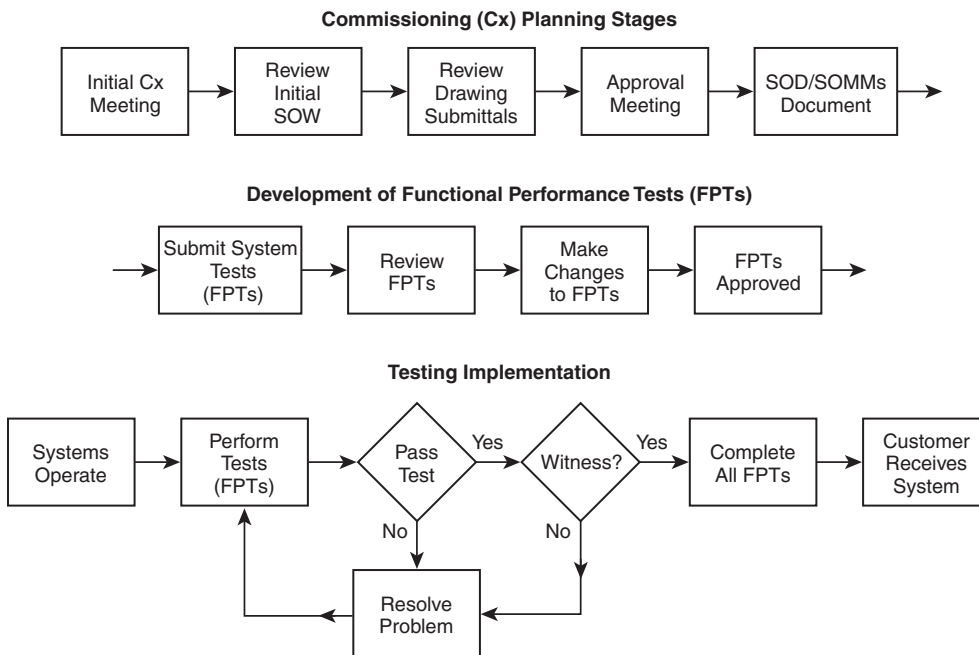 Commissioning (Cx) Planning Stages
Initial Cx
Meeting
Review
Initial
SOW
Review
Drawing
Submittals
Approval
Meeting
SOD/SOMMs
Document
Development of Functional Performance Tests (FPTs)
Submit System
Tests
(FPTs)
Review
FPTs
Make
Changes
to FPTs
FPTs
Approved
Testing Implementation
Systems
Operate
Perform
Tests
(FPTs)
Pass
Test
Yes
Witness?
Yes
Complete
All FPTs
Customer
Receives
System
No
No
Resolve
Problem